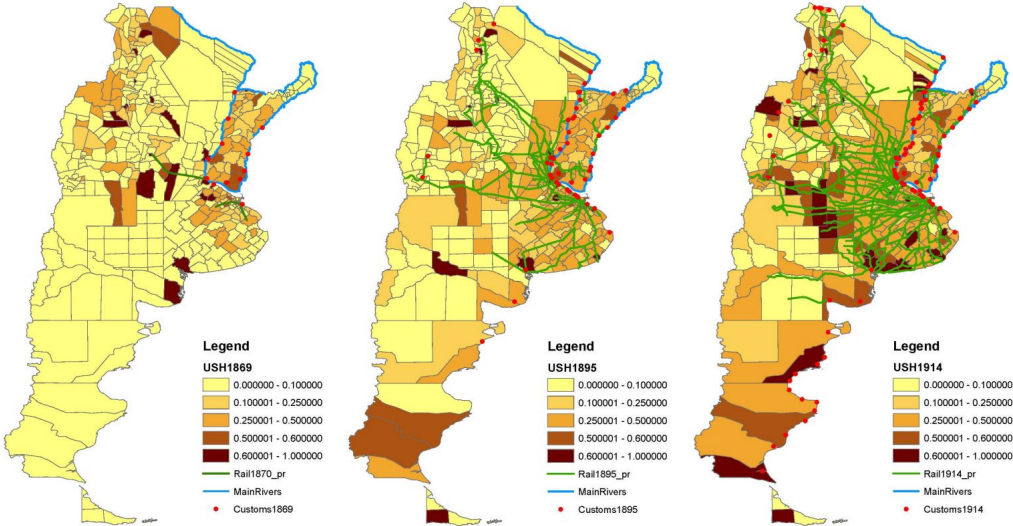 Legend
USH1869
0.000000 - 0.100000
0.100001 - 0.250000
0.250001 - 0.500000
0.500001 - 0.600000
0.600001 - 1.000000
Rail1870_pr
MainRivers
Customs1869
Legend
USH1895
0.000000 - 0.100000
0.100001 - 0.250000
0.250001 - 0.500000
0.500001 - 0.600000
0.600001 - 1.000000
Rail1895_pr
MainRivers
Customs1895
Legend
USH1914
0.000000 - 0.100000
0.100001 - 0.250000
0.250001 - 0.500000
0.500001 - 0.600000
0.600001 - 1.000000
Rail1914_pr
MainRivers
Customs1914